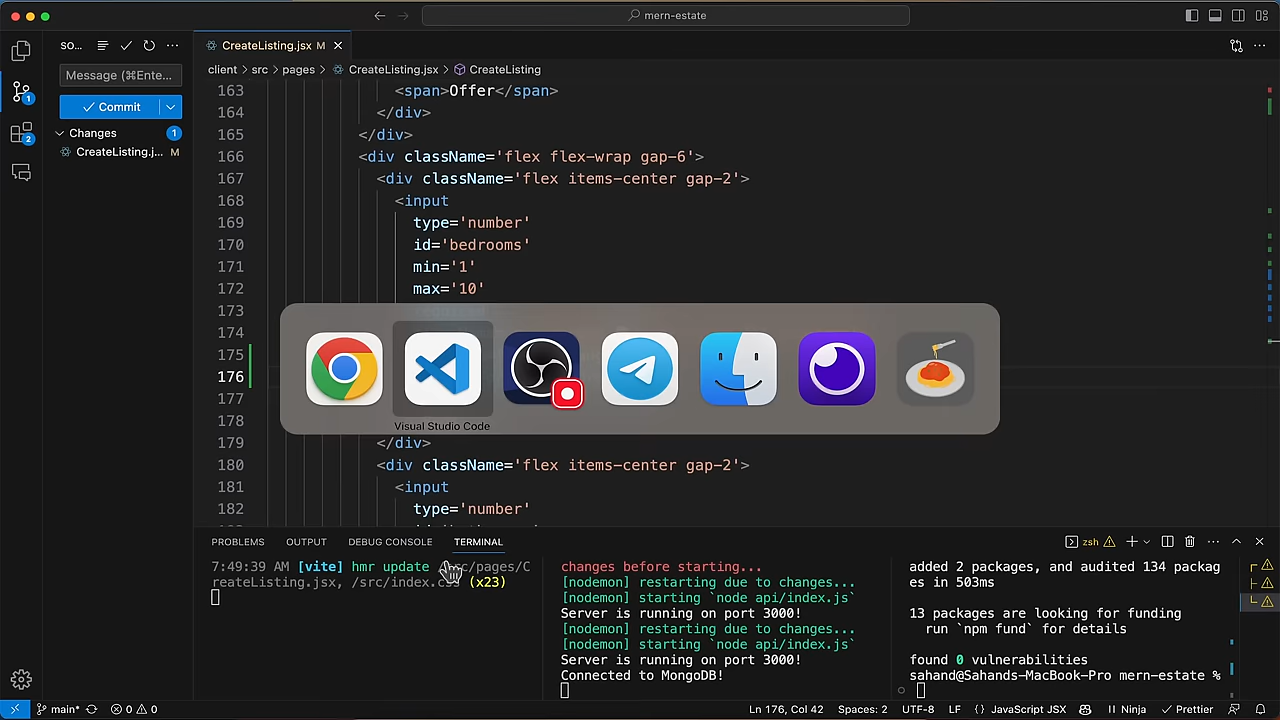 mern-estate
SO...
CreateListing.jsx M
Message (⌘Ente...
Commit
Changes
1
CreateListing.j... M
1
2
client > src > pages > CreateListing.jsx > CreateListing
163 <span>Offer</span>
164 </div>
165 </div>
166 <div className='flex flex-wrap gap-6'>
167 <div className='flex items-center gap-2'>
168 <input
169 type='number'
170 id='bedrooms'
171 min='1'
172 max='10'
173
174
175
176
177
178
Visual Studio Code
179 </div>
180 <div className='flex items-center gap-2'>
181 <input
182 type='number'
PROBLEMS OUTPUT DEBUG CONSOLE TERMINAL
zsh
7:49:39 AM [vite] hmr update /src/pages/C
reateListing.jsx, /src/index.css (x23)
changes before starting...
[nodemon] restarting due to changes...
[nodemon] starting `node api/index.js`
Server is running on port 3000!
[nodemon] restarting due to changes...
[nodemon] starting `node api/index.js`
Server is running on port 3000!
Connected to MongoDB!
added 2 packages, and audited 134 packag
es in 503ms
13 packages are looking for funding
run `npm fund` for details
found 0 vulnerabilities
sahand@Sahands-MacBook-Pro mern-estate %
main* 0 0 Ln 176, Col 42 Spaces: 2 UTF-8 LF {} JavaScript JSX Ninja Prettier